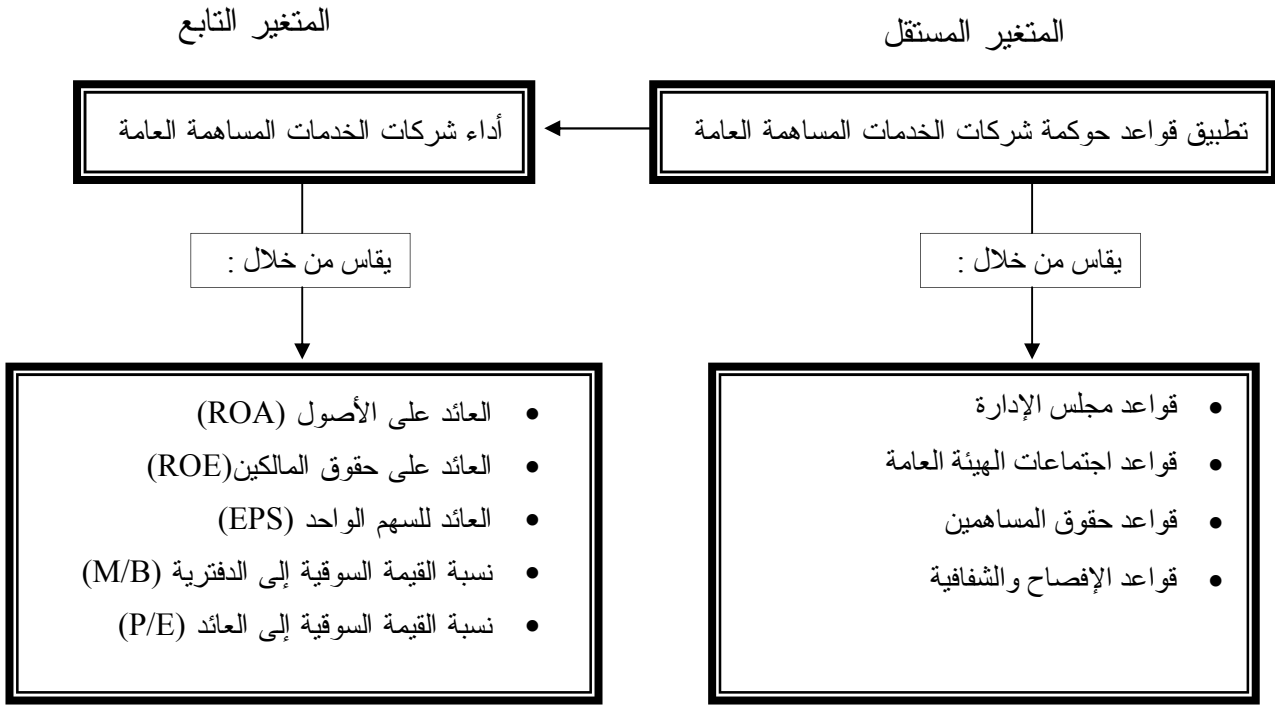 المتغير المستقل
المتغير التابع
تطبيق قواعد حوكمة شركات الخدمات المساهمة العامة
أداء شركات الخدمات المساهمة العامة
يقاس من خلال :
يقاس من خلال :
• قواعد مجلس الإدارة
• قواعد اجتماعات الهيئة العامة
• قواعد حقوق المساهمين
• قواعد الإفصاح والشفافية
• العائد على الأصول (ROA)
• العائد على حقوق المالكين(ROE)
• العائد للسهم الواحد (EPS)
• نسبة القيمة السوقية إلى الدفترية (M/B)
• نسبة القيمة السوقية إلى العائد (P/E)